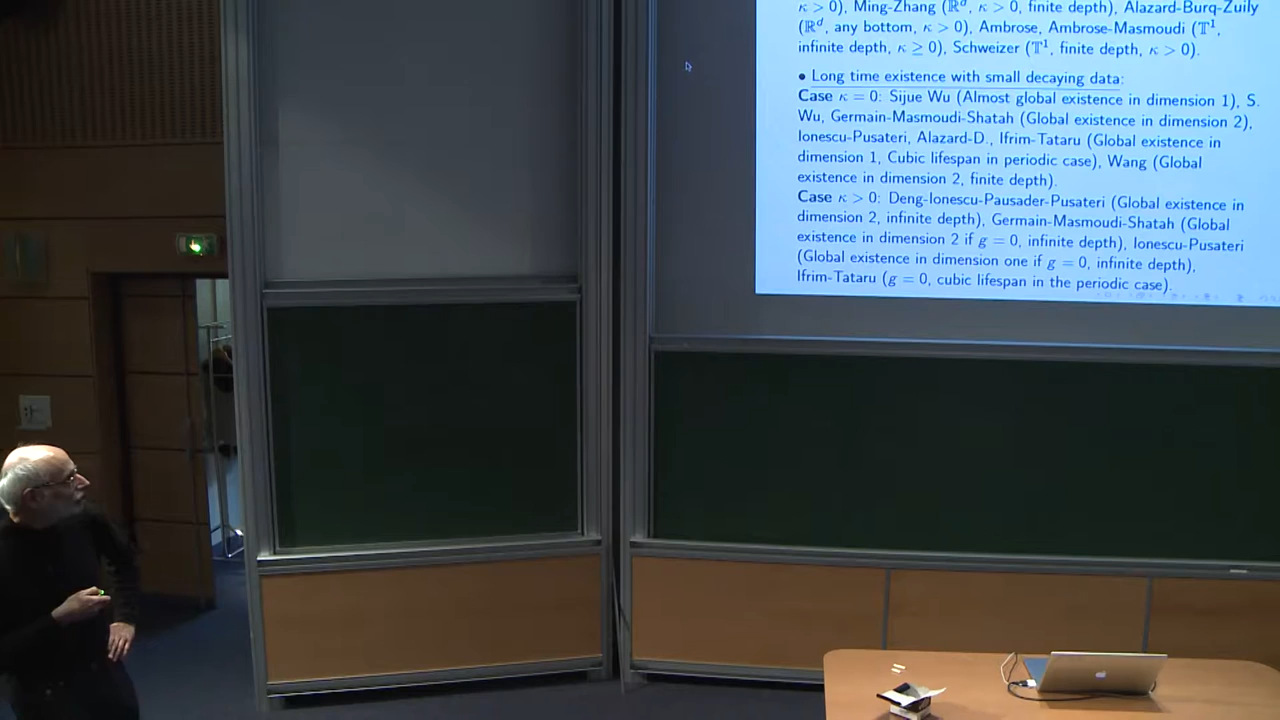 κ > 0), Ming-Zhang (ℝᵈ, κ > 0, finite depth), Alazard-Burq-Zuily
(ℝᵈ, any bottom, κ > 0), Ambrose, Ambrose-Masmoudi (𝕋¹,
infinite depth, κ ≥ 0), Schweizer (𝕋¹, finite depth, κ > 0).
• Long time existence with small decaying data:
Case κ = 0: Sijue Wu (Almost global existence in dimension 1), S.
Wu, Germain-Masmoudi-Shatah (Global existence in dimension 2),
Ionescu-Pusateri, Alazard-D., Ifrim-Tataru (Global existence in
dimension 1, Cubic lifespan in periodic case), Wang (Global
existence in dimension 2, finite depth).
Case κ > 0: Deng-Ionescu-Pausader-Pusateri (Global existence in
dimension 2, infinite depth), Germain-Masmoudi-Shatah (Global
existence in dimension 2 if g = 0, infinite depth), Ionescu-Pusateri
(Global existence in dimension one if g = 0, infinite depth),
Ifrim-Tataru (g = 0, cubic lifespan in the periodic case).